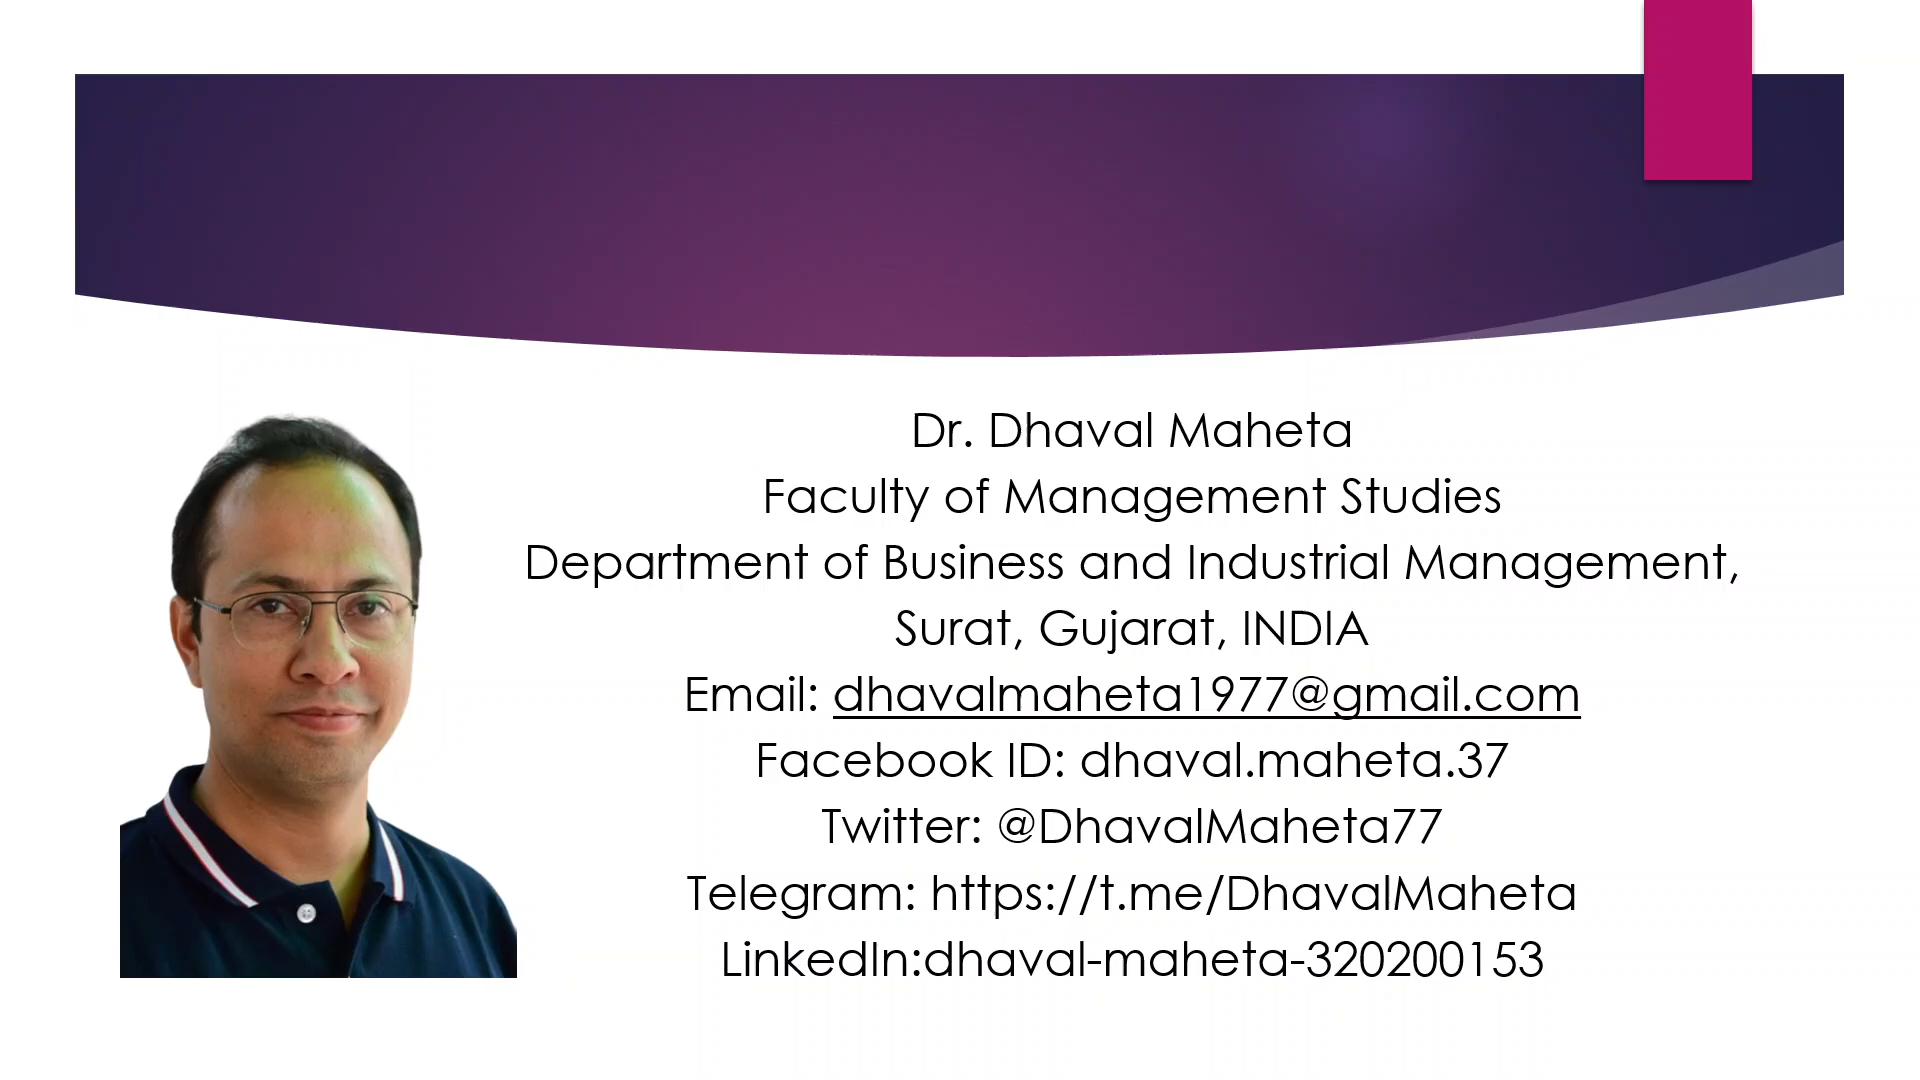 Dr. Dhaval Maheta
Faculty of Management Studies
Department of Business and Industrial Management,
Surat, Gujarat, INDIA
Email: dhavalmaheta1977@gmail.com
Facebook ID: dhaval.maheta.37
Twitter: @DhavalMaheta77
Telegram: https://t.me/DhavalMaheta
LinkedIn:dhaval-maheta-320200153